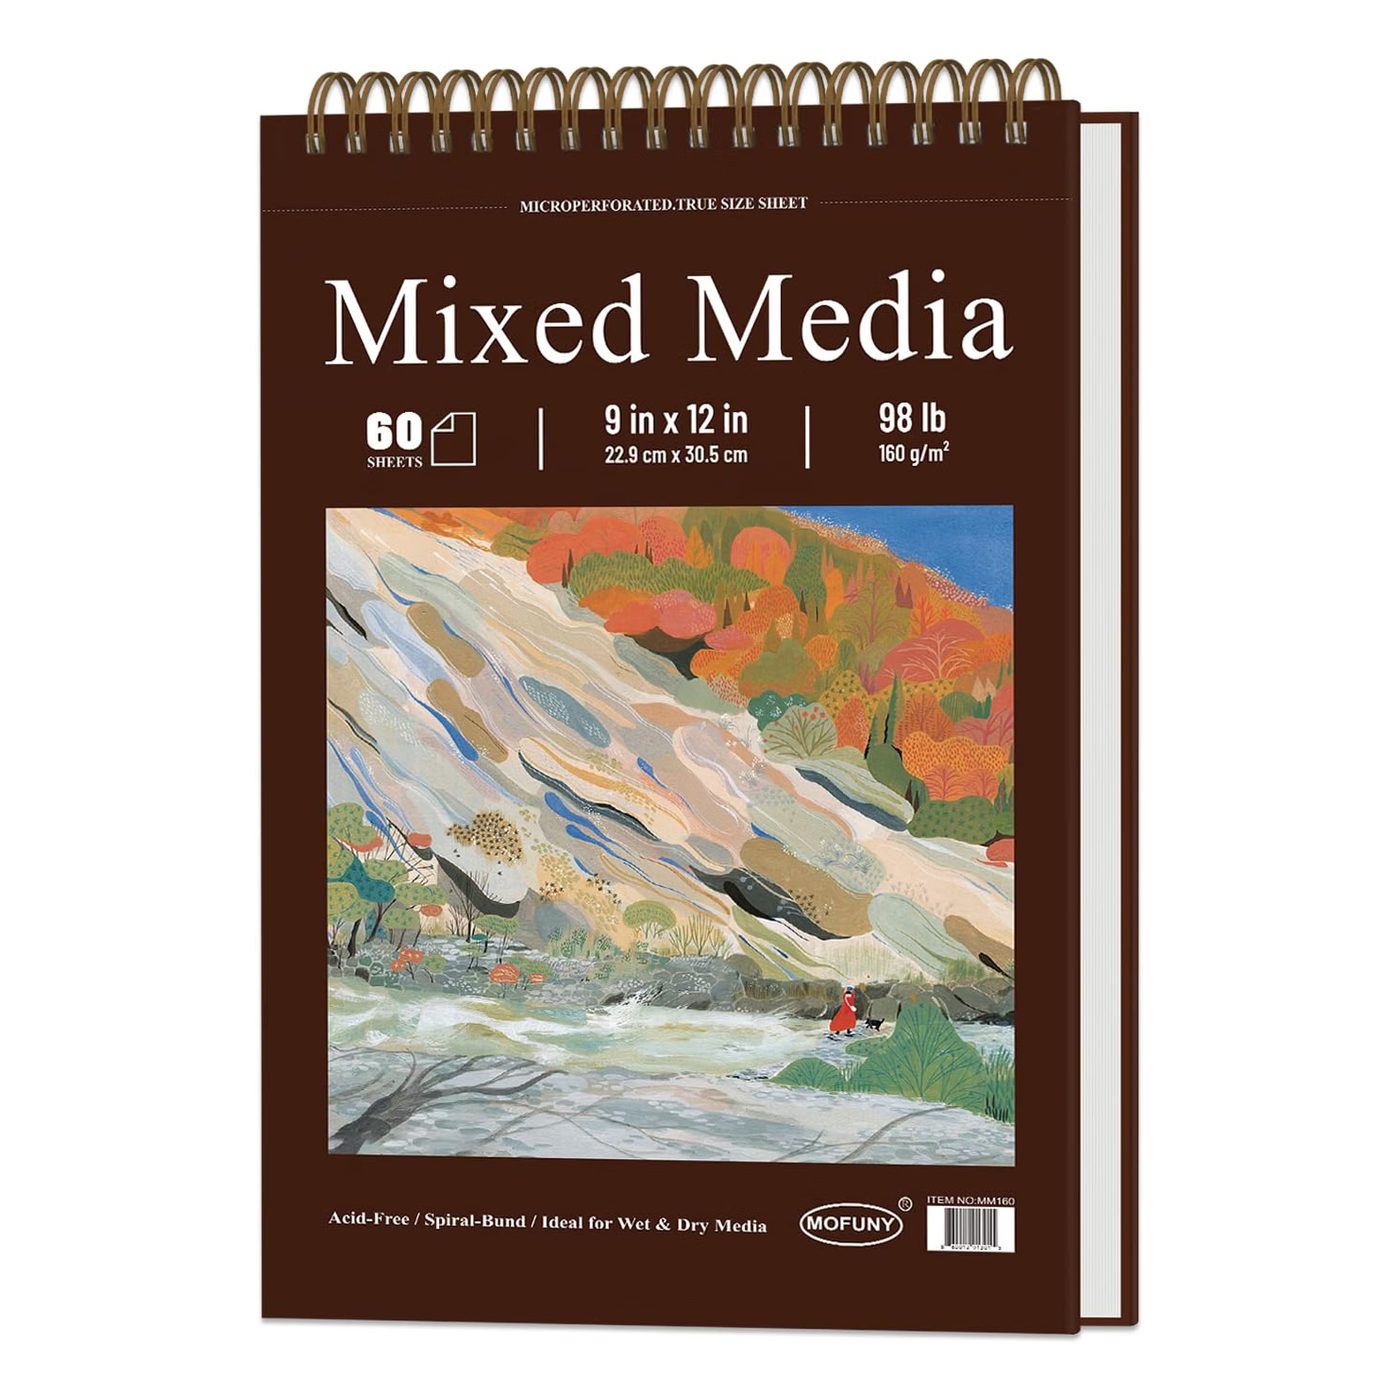 MICROPERFORATED.TRUE SIZE SHEET
Mixed Media
60
SHEETS
9 in x 12 in
22.9 cm x 30.5 cm
98 lb
160 g/m²
Acid-Free / Spiral-Bund / Ideal for Wet & Dry Media
MOFUNY®
ITEM NO:MM160